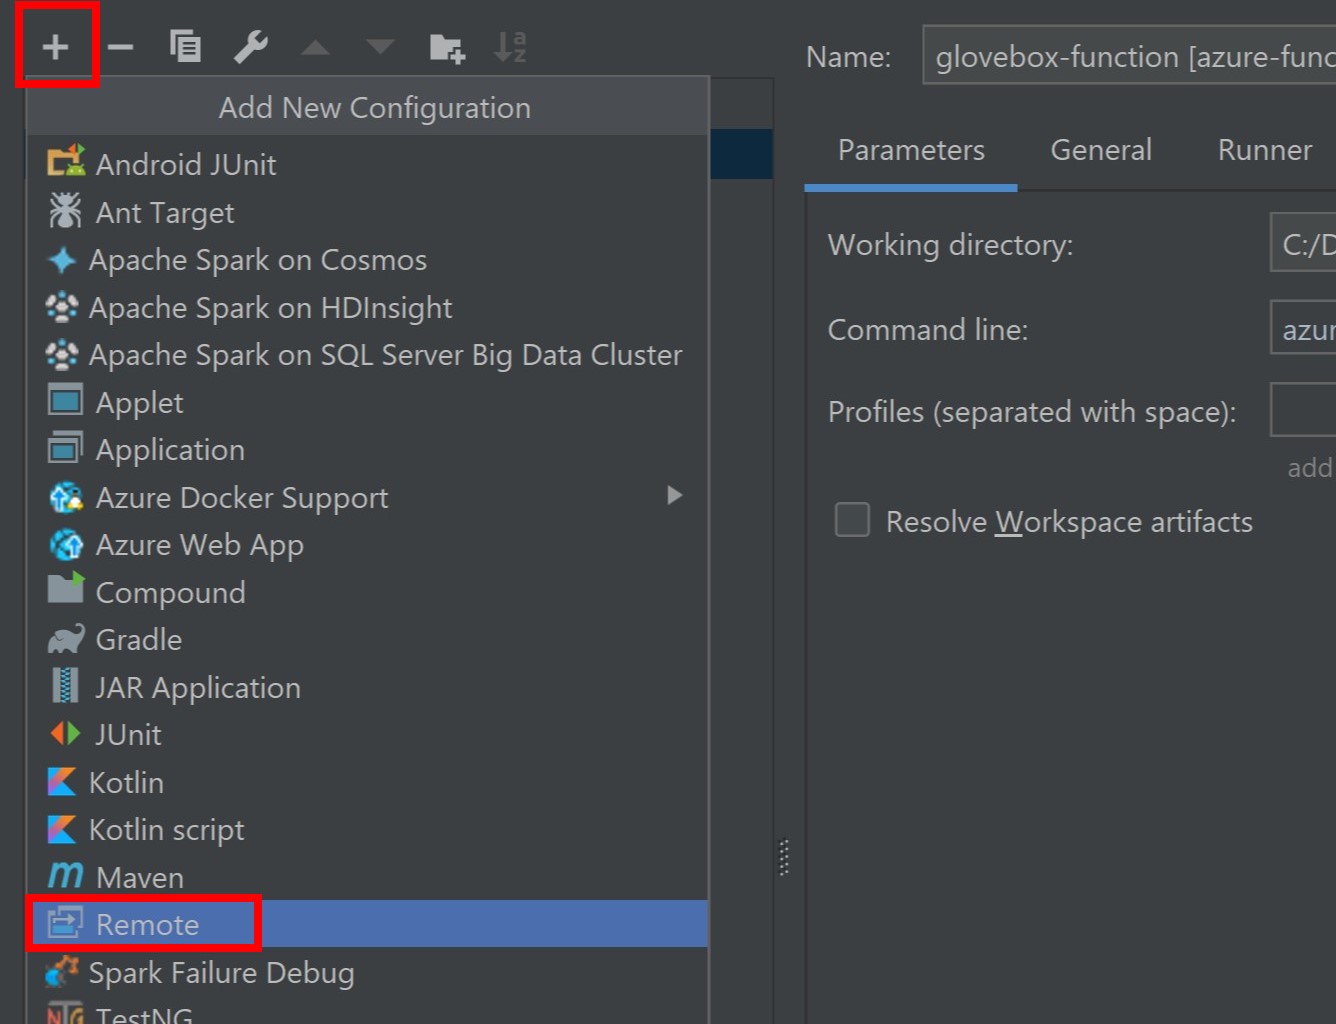 Add New Configuration
Android JUnit
Ant Target
Apache Spark on Cosmos
Apache Spark on HDInsight
Apache Spark on SQL Server Big Data Cluster
Applet
Application
Azure Docker Support
Azure Web App
Compound
Gradle
JAR Application
JUnit
Kotlin
Kotlin script
Maven
Remote
Spark Failure Debug
TestNG
Name: glovebox-function [azure-func
Parameters General Runner
Working directory: C:/D
Command line: azur
Profiles (separated with space):
add
Resolve Workspace artifacts